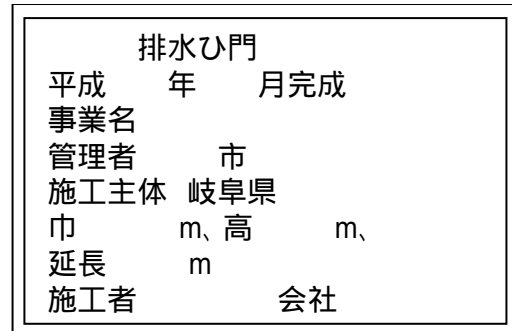 排水ひ門
平成　　年　　月完成
事業名
管理者　　　市
施工主体 岐阜県
巾　　　　m、高　　　m、
延長　　　m
施工者　　　　　会社